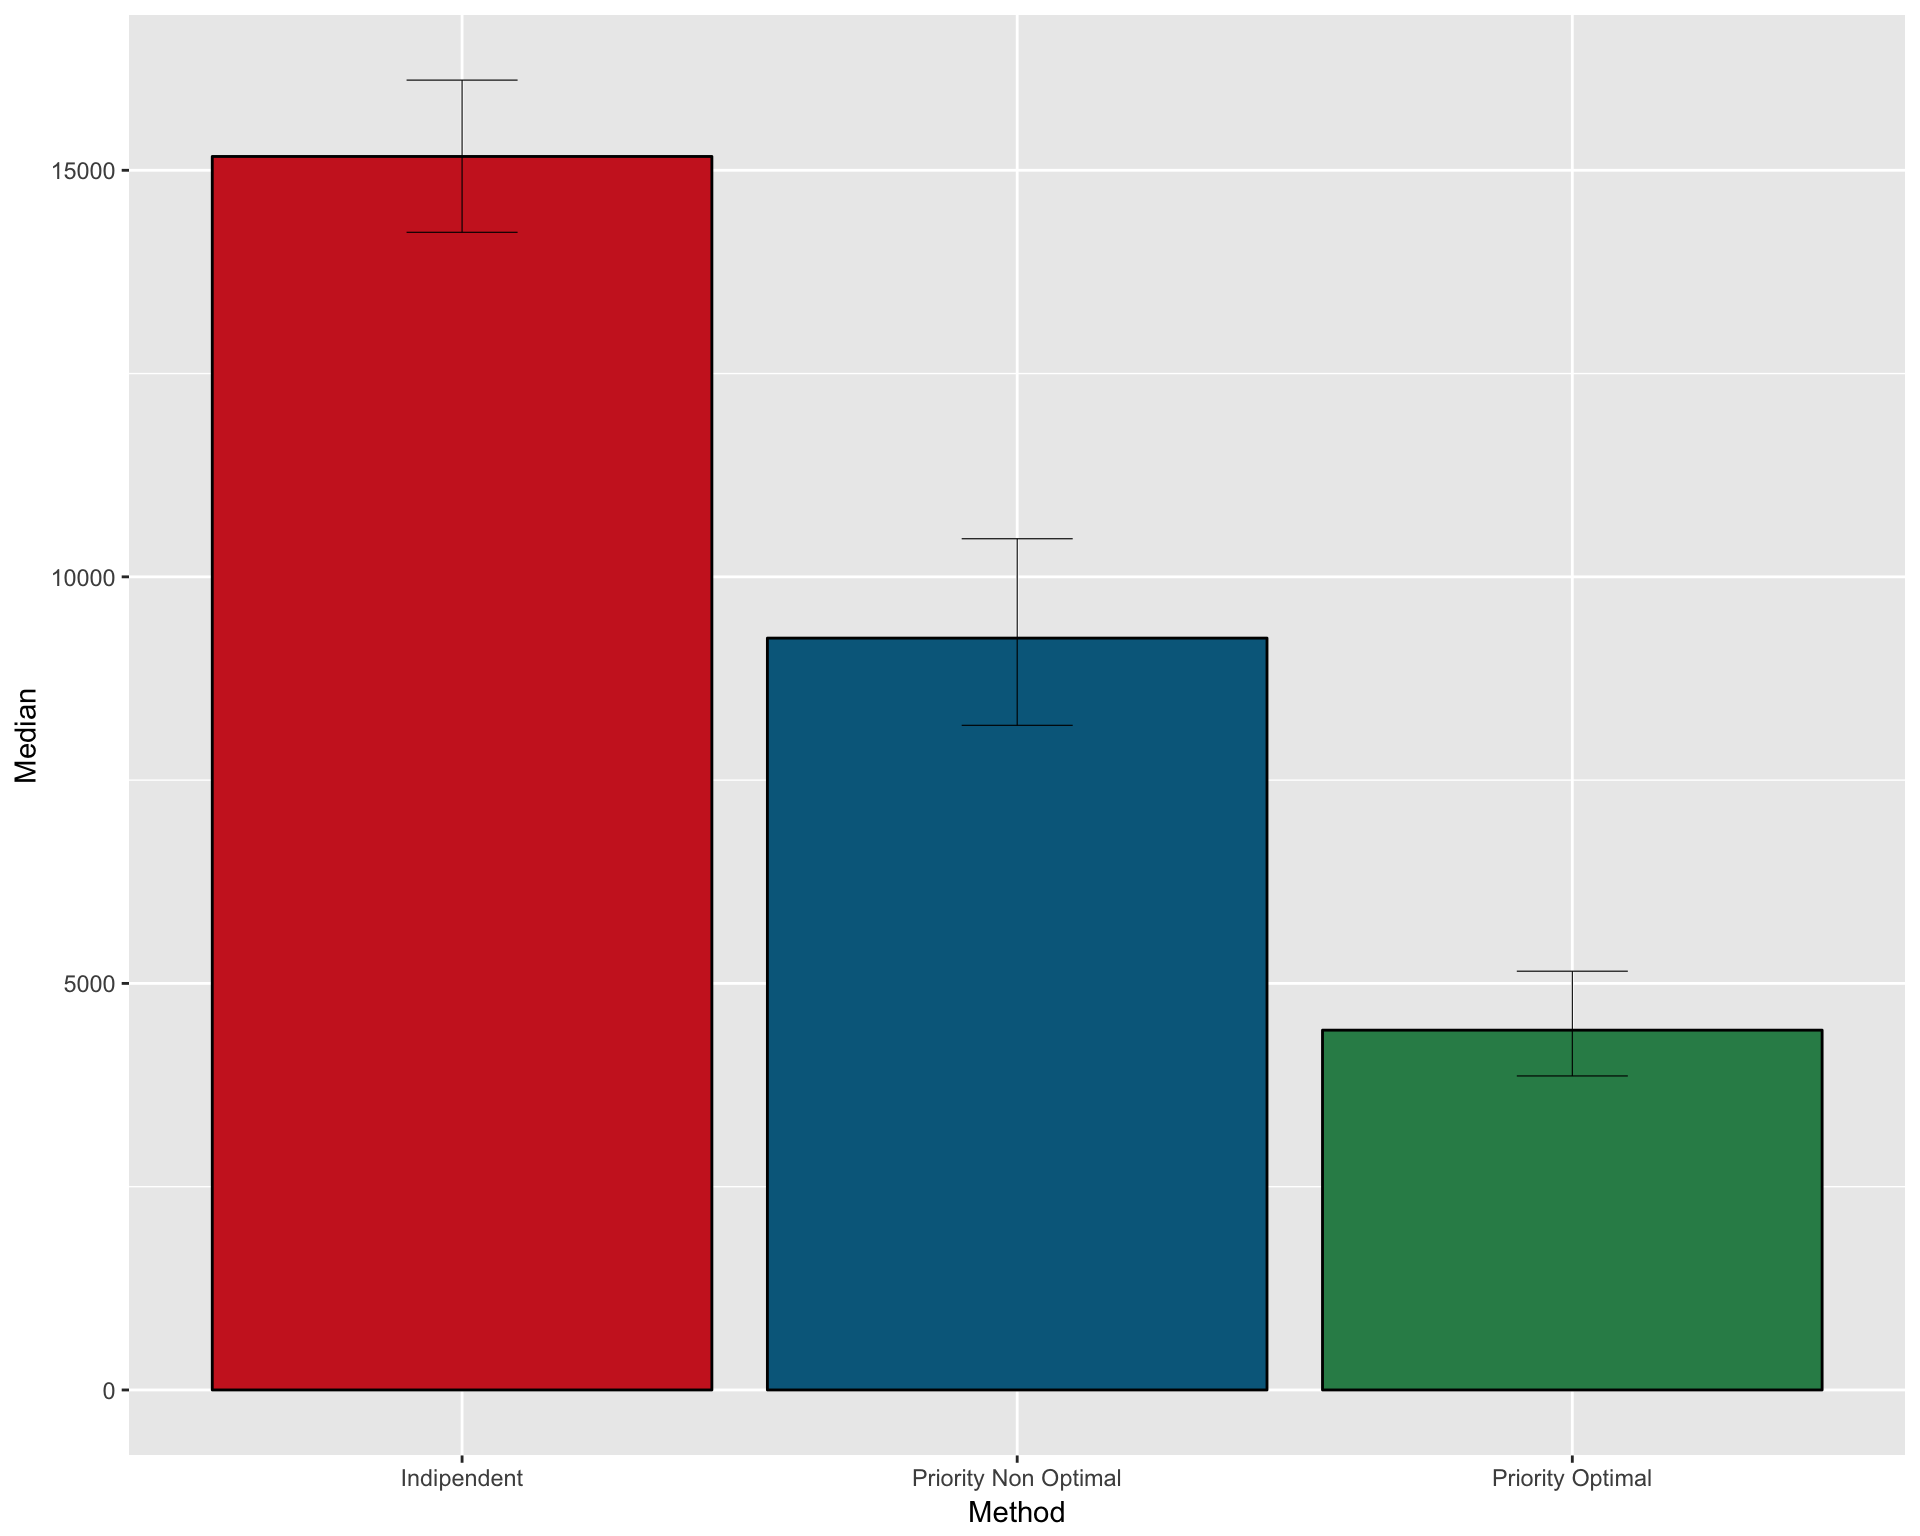 Median
15000
10000
5000
0
Indipendent
Priority Non Optimal
Priority Optimal
Method